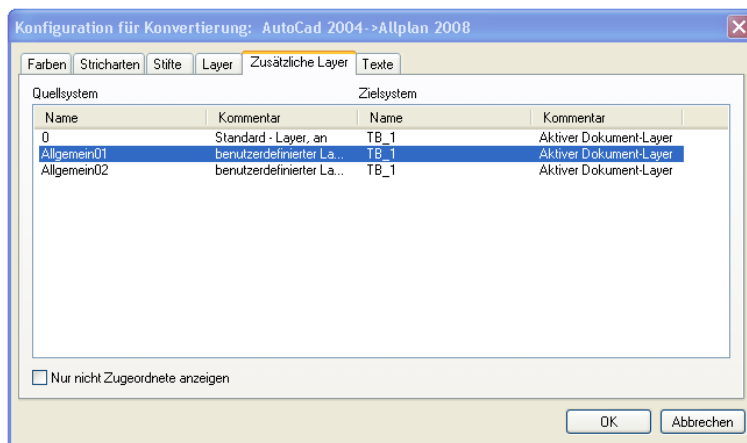 Konfiguration für Konvertierung: AutoCad 2004->Allplan 2008
Farben Stricharten Stifte Layer Zusätzliche Layer Texte
Quellsystem Zielsystem
Name Kommentar Name Kommentar
0 Standard - Layer, an TB_1 Aktiver Dokument-Layer
Allgemein01 benutzerdefinierter La... TB_1 Aktiver Dokument-Layer
Allgemein02 benutzerdefinierter La... TB_1 Aktiver Dokument-Layer
Nur nicht Zugeordnete anzeigen
OK Abbrechen